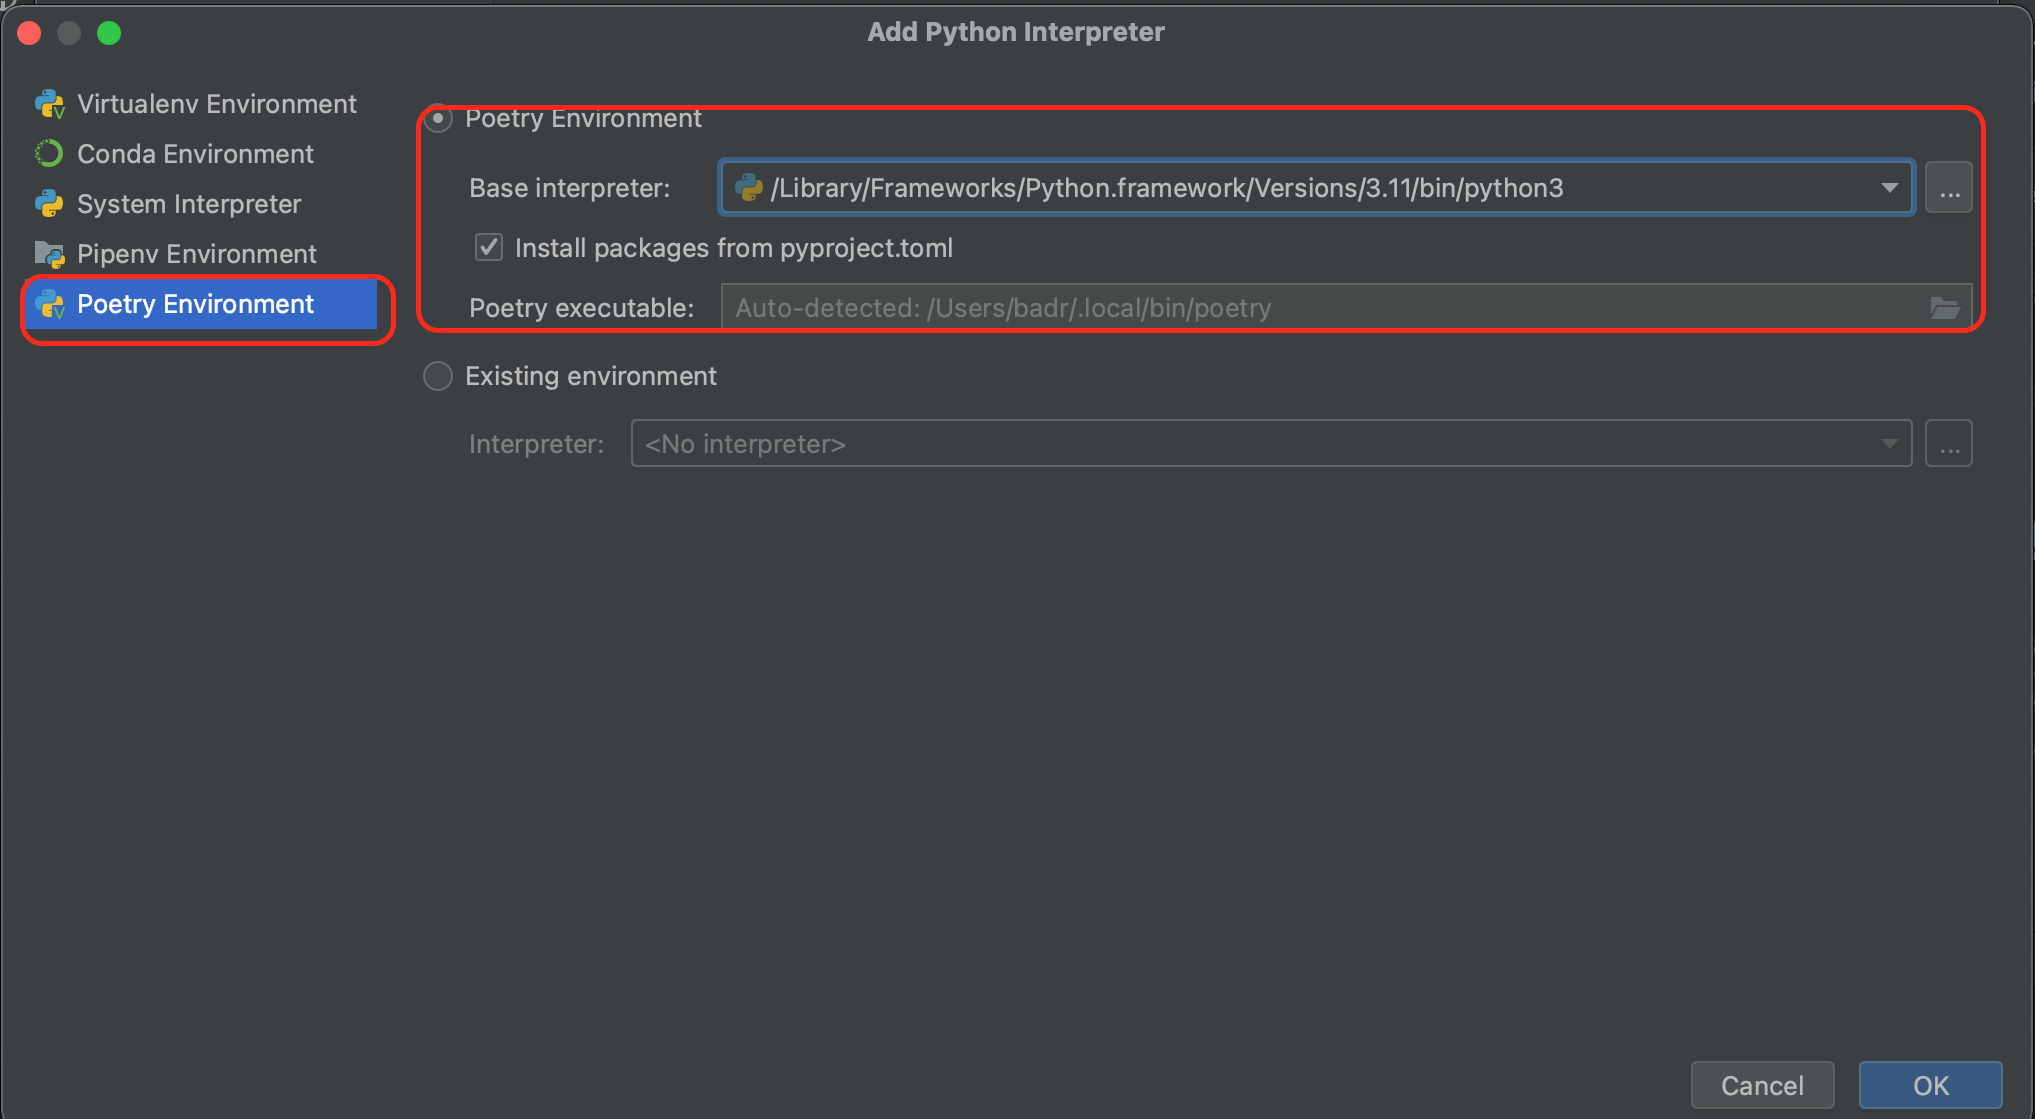 Add Python Interpreter
Virtualenv Environment
Conda Environment
System Interpreter
Pipenv Environment
Poetry Environment
Poetry Environment
Base interpreter: /Library/Frameworks/Python.framework/Versions/3.11/bin/python3 ...
Install packages from pyproject.toml
Poetry executable: Auto-detected: /Users/badr/.local/bin/poetry
Existing environment
Interpreter: <No interpreter> ...
Cancel OK